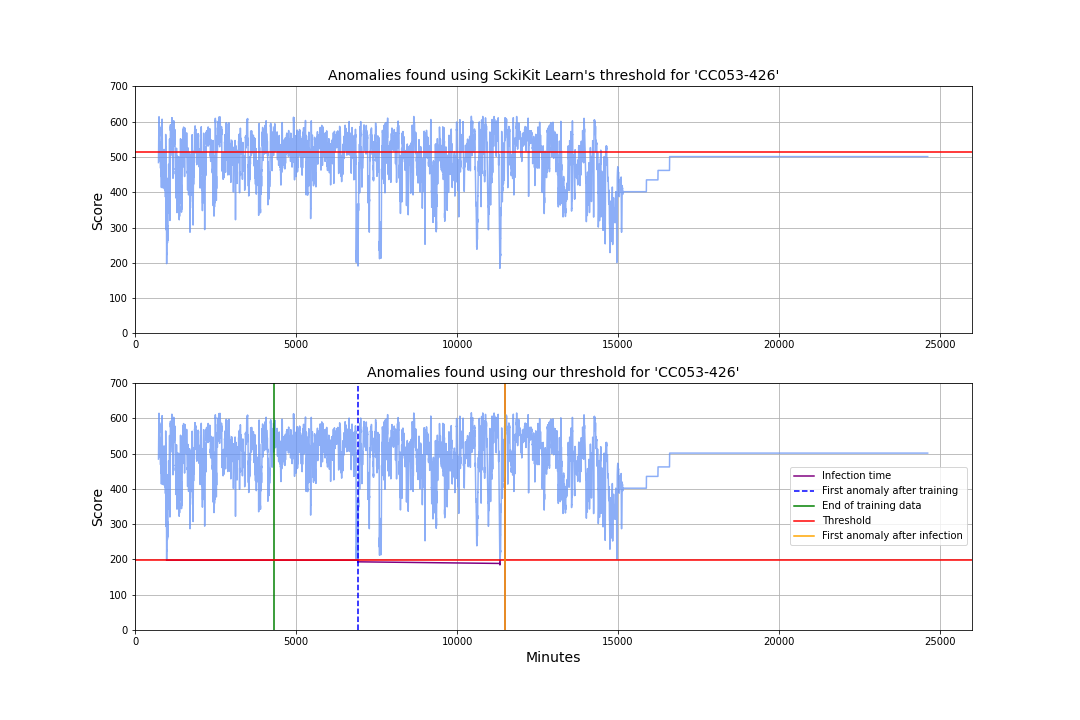 Anomalies found using SckiKit Learn's threshold for 'CC053-426'
700
600
500
400
300
200
100
0
Score
0 5000 10000 15000 20000 25000
Anomalies found using our threshold for 'CC053-426'
700
600
500
400
300
200
100
0
Score
Infection time
First anomaly after training
End of training data
Threshold
First anomaly after infection
0 5000 10000 15000 20000 25000
Minutes